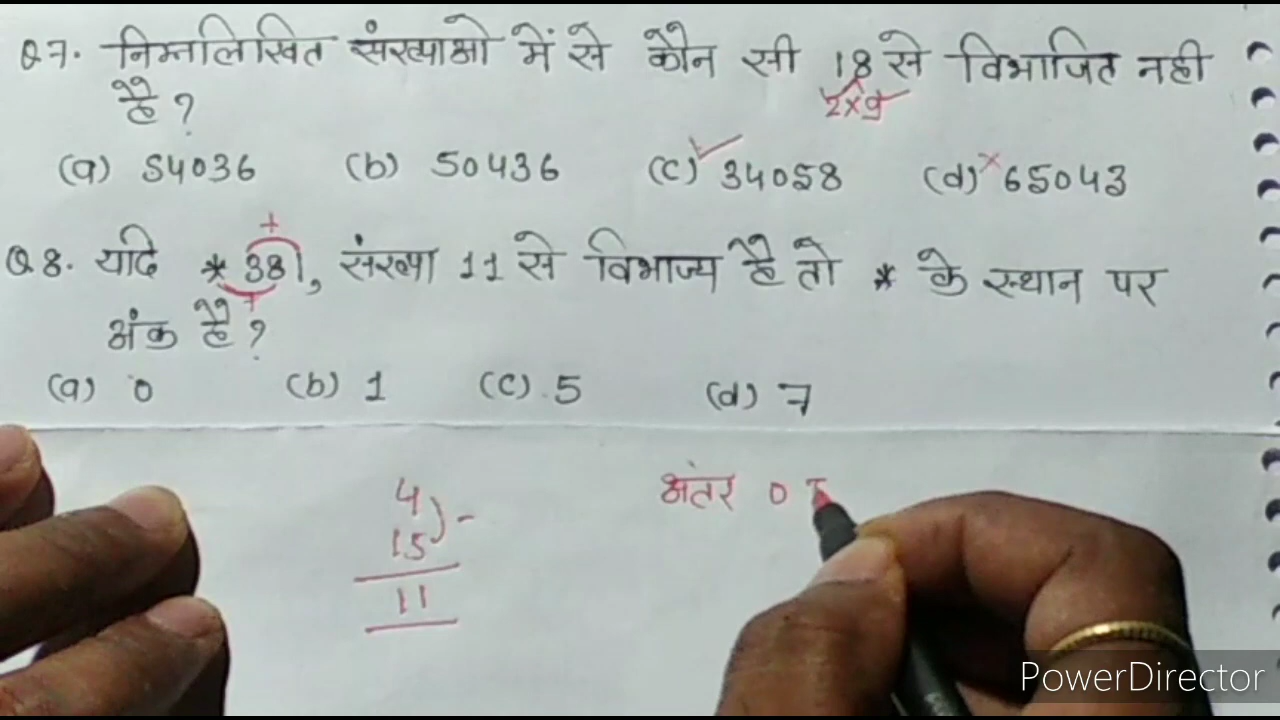 Q7. निम्नलिखित संख्याओ में से कौन सी 18 से विभाजित नही
है ?
2×9
(a) 54036 (b) 50436 (c) 34058 (d) 65043
Q8. यदि *381, संख्या 11 से विभाज्य है तो * के स्थान पर
अंक है ?
(a) 0 (b) 1 (c) 5 (d) 7
4
15
11
अंतर 0
PowerDirector